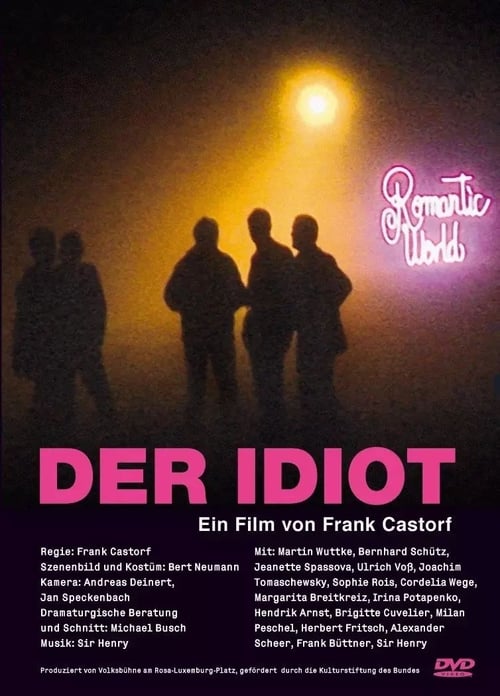 Romantic
World
DER IDIOT
Ein Film von Frank Castorf
Regie: Frank Castorf
Szenenbild und Kostüm: Bert Neumann
Kamera: Andreas Deinert,
Jan Speckenbach
Dramaturgische Beratung
und Schnitt: Michael Busch
Musik: Sir Henry
Mit: Martin Wuttke, Bernhard Schütz,
Jeanette Spassova, Ulrich Voß, Joachim
Tomaschewsky, Sophie Rois, Cordelia Wege,
Margarita Breitkreiz, Irina Potapenko,
Hendrik Arnst, Brigitte Cuvelier, Milan
Peschel, Herbert Fritsch, Alexander
Scheer, Frank Büttner, Sir Henry
Produziert von Volksbühne am Rosa-Luxemburg-Platz, gefördert durch die Kulturstiftung des Bundes
DVD
VIDEO